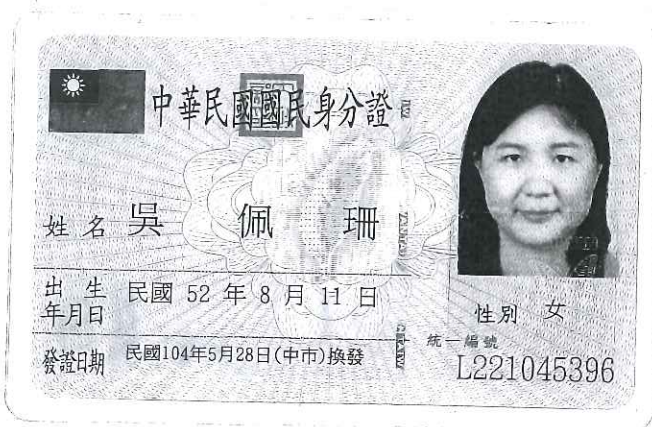 中華民國國民身分證
姓名 吳佩珊
出生年月日 民國 52 年 8 月 11 日
性別 女
發證日期 民國104年5月28日(中市)換發
統一編號
L221045396